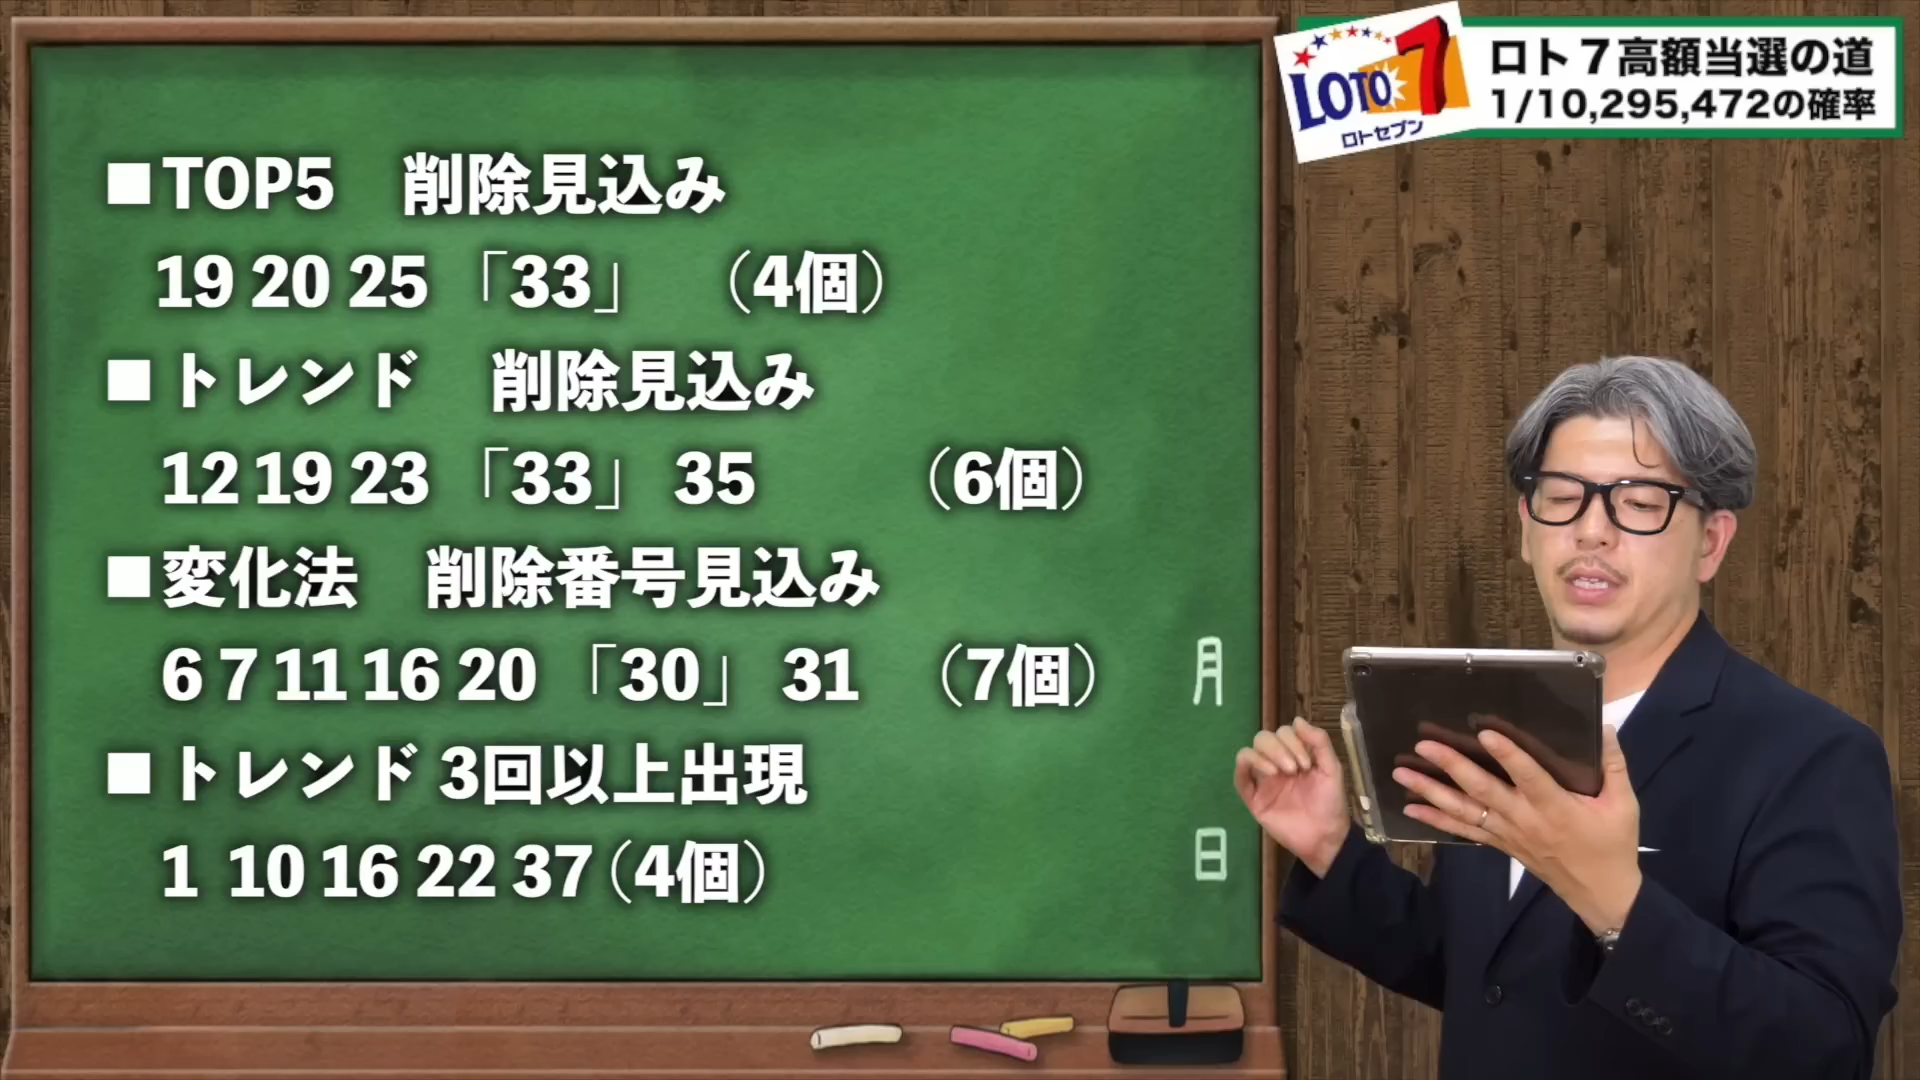 ■TOP5　削除見込み
19 20 25 「33」　（4個）
■トレンド　削除見込み
12 19 23 「33」 35　（6個）
■変化法　削除番号見込み
6 7 11 16 20 「30」 31　（7個）
■トレンド 3回以上出現
1 10 16 22 37（4個）
月
日
LOTO 7
ロトセブン
ロト７高額当選の道
1/10,295,472の確率